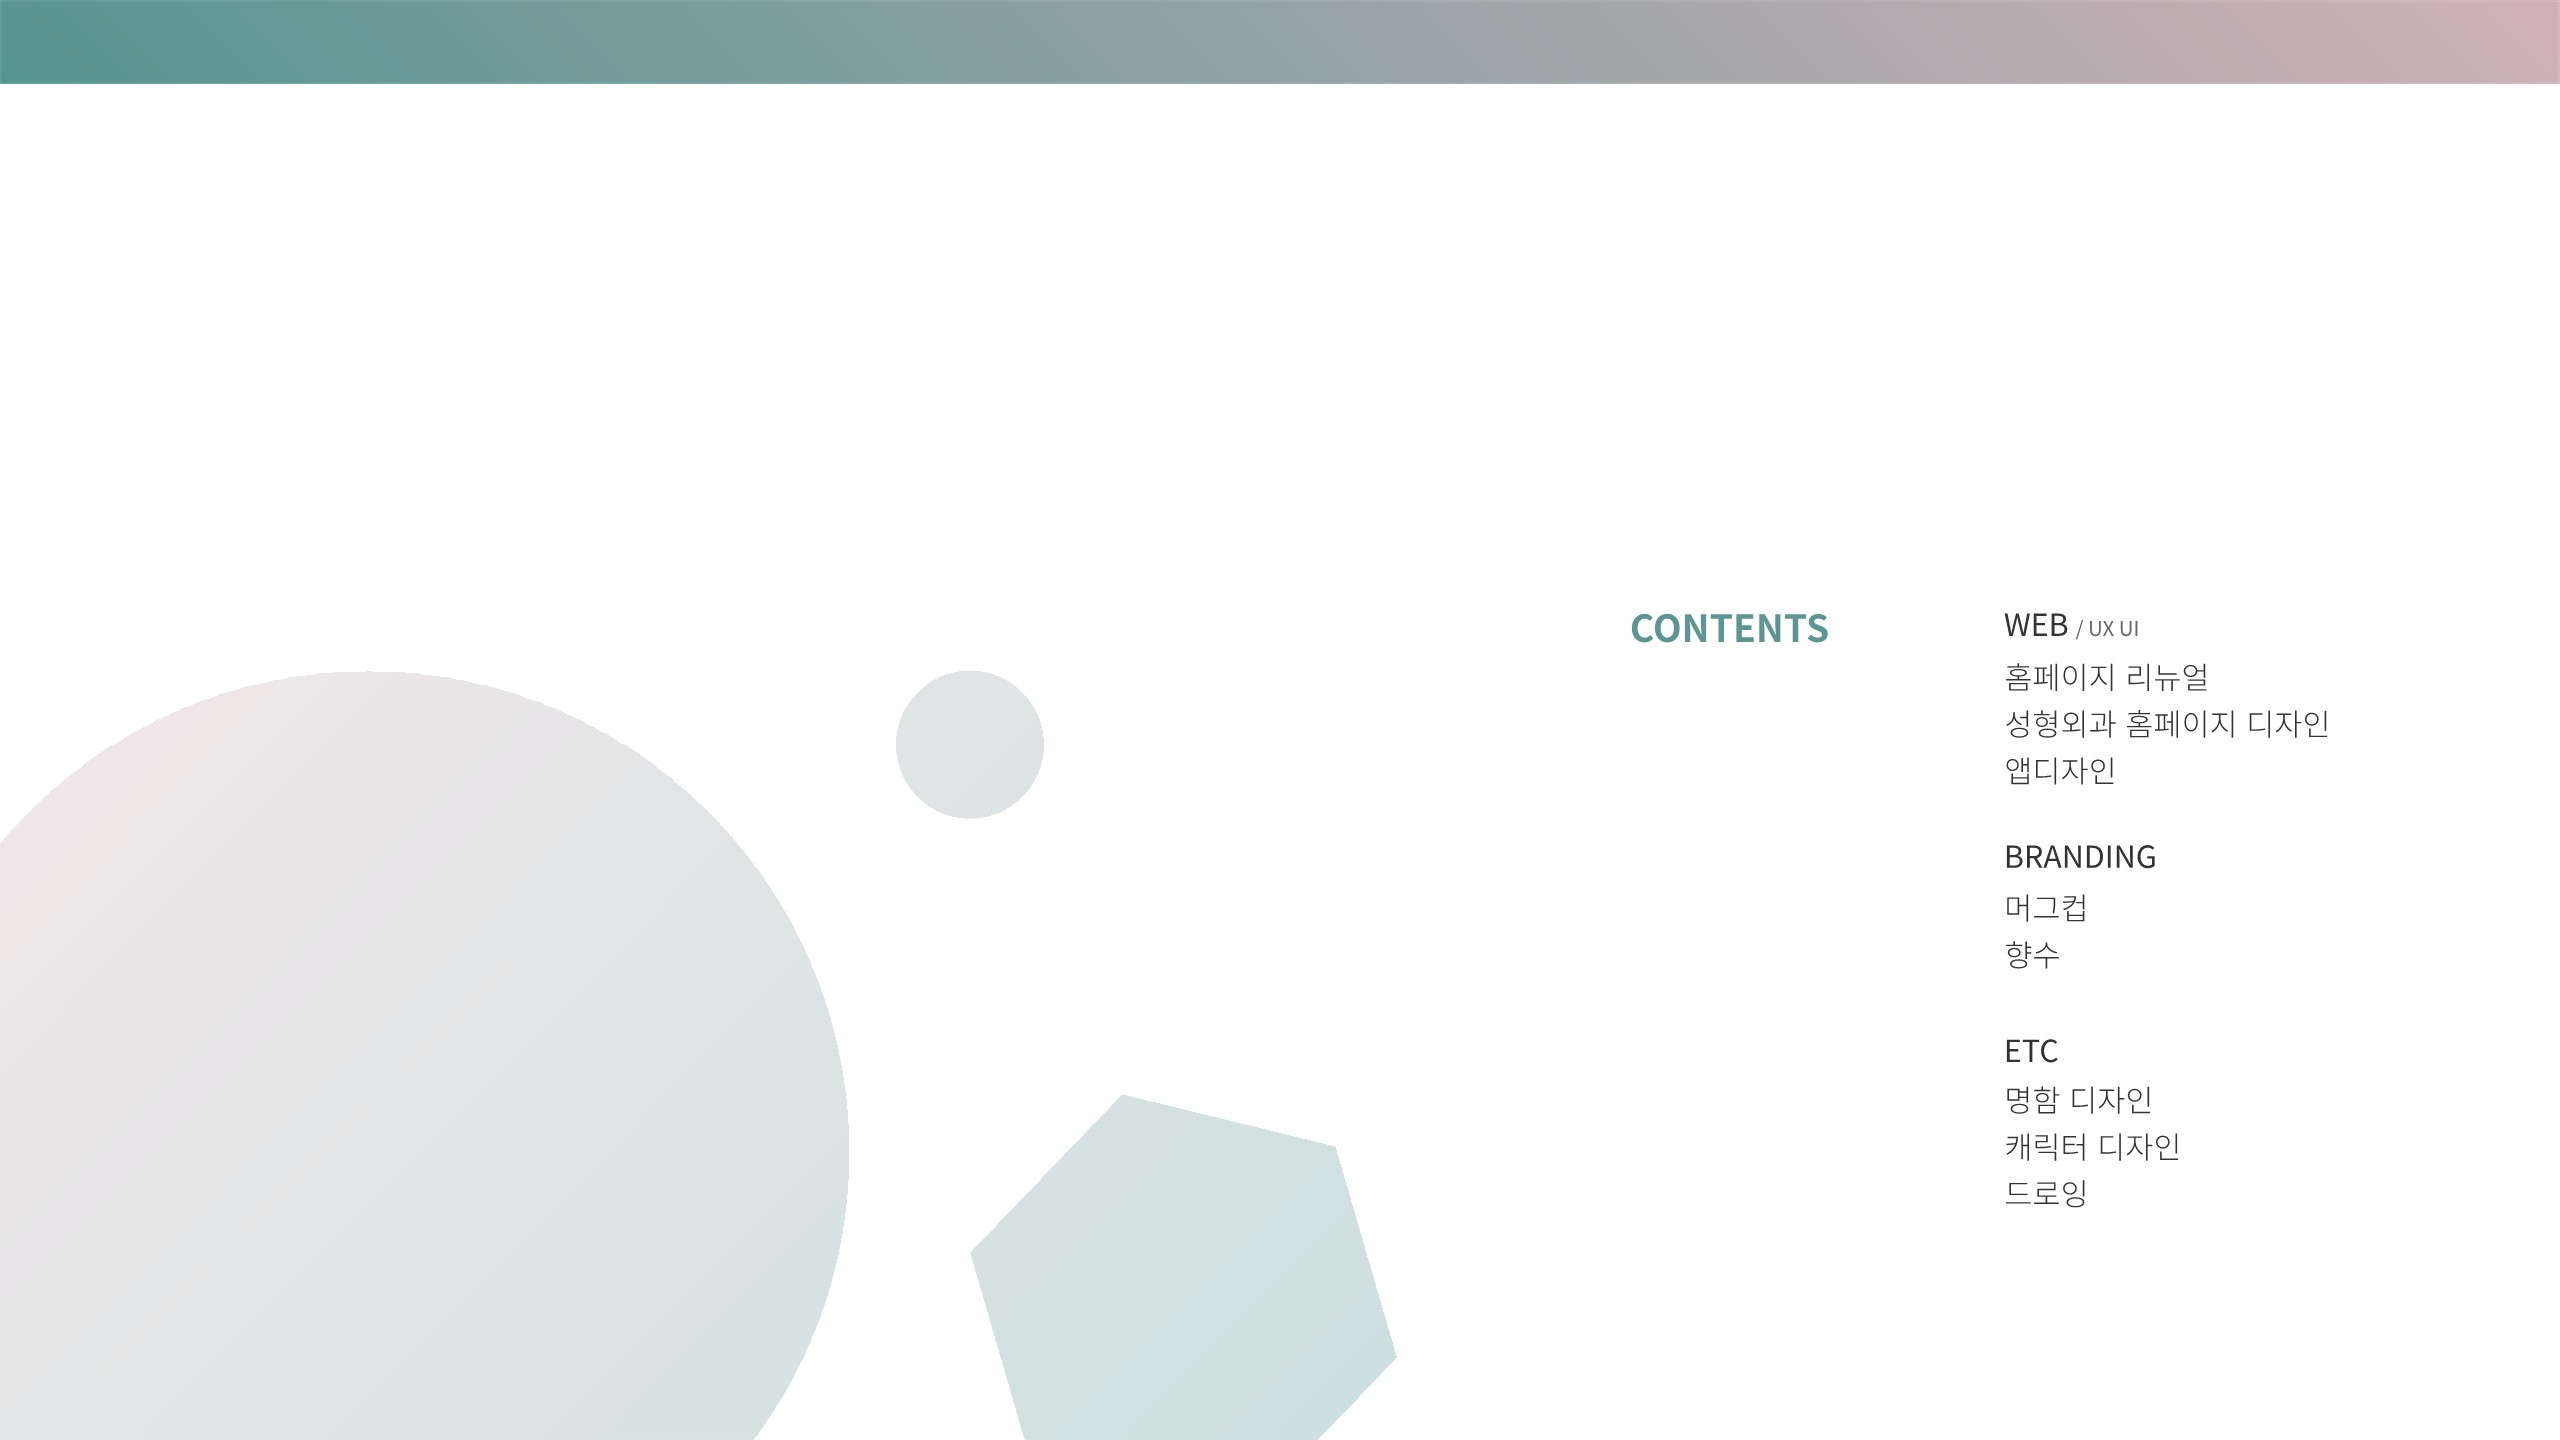 CONTENTS
WEB / UX UI
홈페이지 리뉴얼
성형외과 홈페이지 디자인
앱디자인
BRANDING
머그컵
향수
ETC
명함 디자인
캐릭터 디자인
드로잉